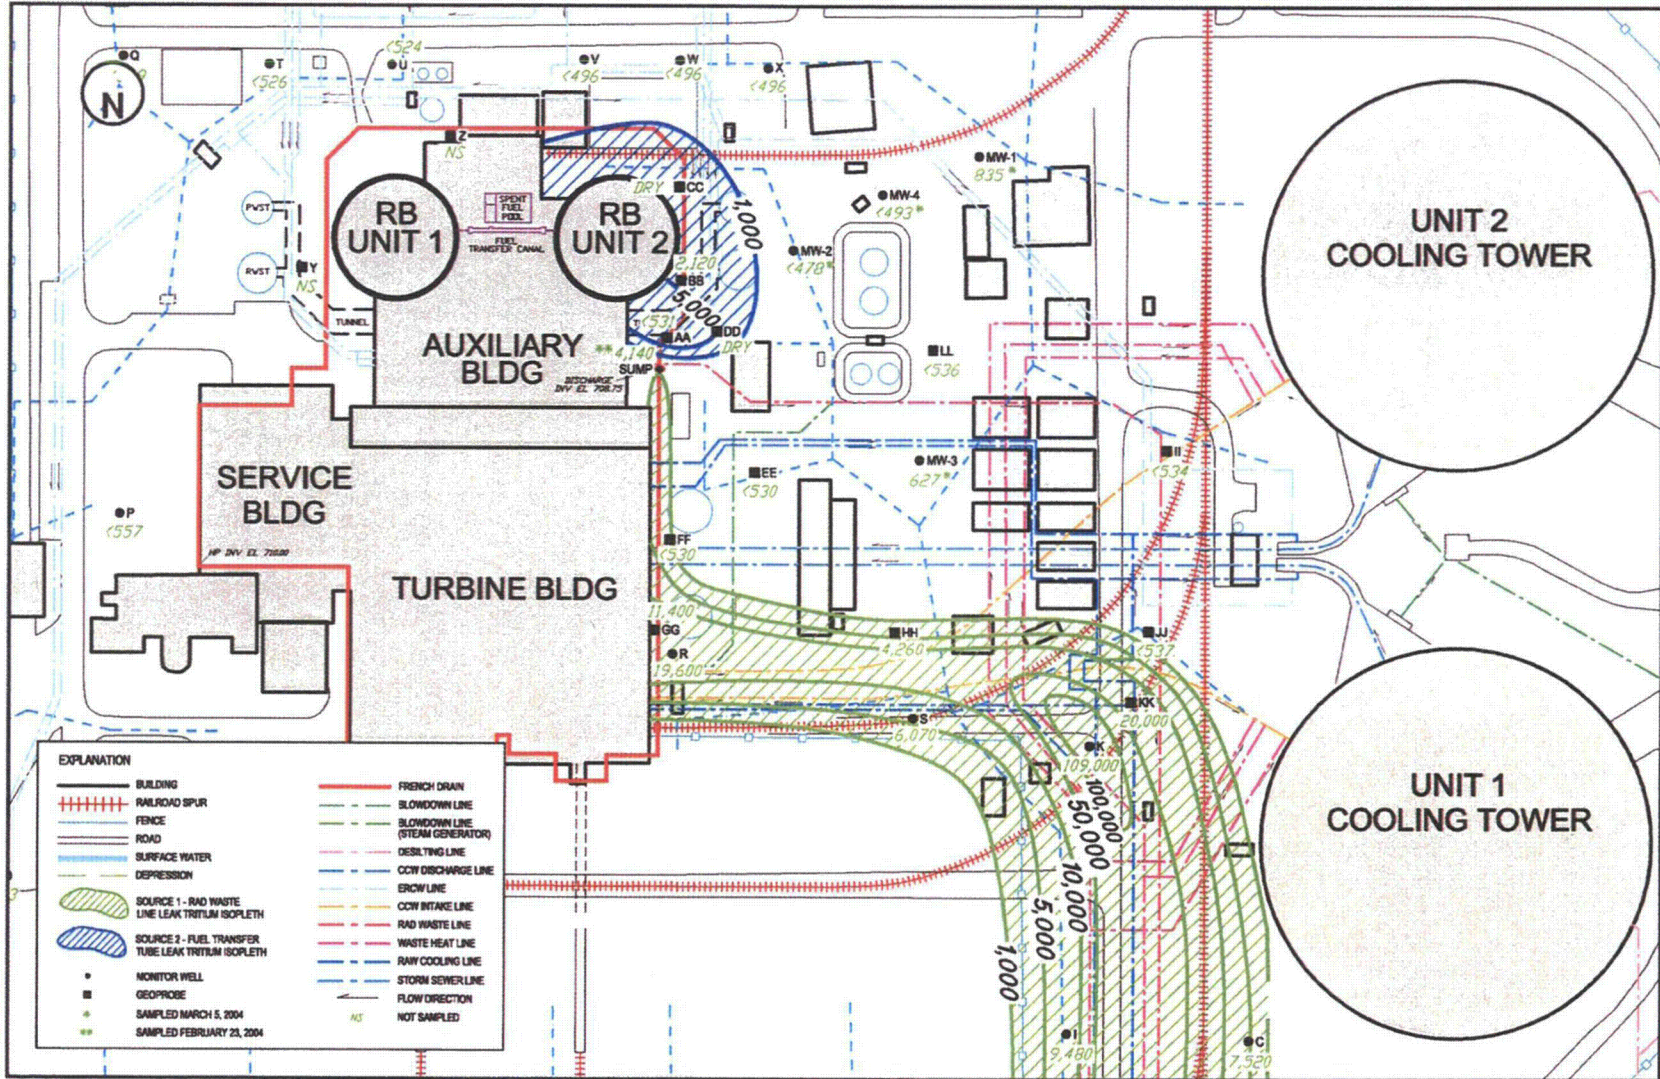 Q
N
T
<526
<524
U
V
<496
W
<496
X
<496
Z
NS
PWST
RWST
Y
NS
TUNNEL
RB
UNIT 1
SPENT
FUEL
POOL
FUEL
TRANSFER CANAL
RB
UNIT 2
DRY
CC
1,000
2,120
BB
5,000
<531
AA
DD
DRY
** 4,140
SUMP
DISCHARGE
INV EL 708.75
AUXILIARY
BLDG
MW-1
835*
MW-4
<493*
MW-2
<478*
LL
<536
UNIT 2
COOLING TOWER
MW-3
627*
II
<534
EE
<530
FF
<530
SERVICE
BLDG
P
<557
TURBINE BLDG
11,400
GG
R
19,600
HH
4,260
JJ
<537
*
KK
20,000
S
6,070
K
109,000
100,000
50,000
10,000
5,000
1,000
UNIT 1
COOLING TOWER
I
9,480
C
7,520
EXPLANATION
BUILDING
RAILROAD SPUR
FENCE
ROAD
SURFACE WATER
DEPRESSION
SOURCE 1 - RAD WASTE
LINE LEAK TRITIUM ISOPLETH
SOURCE 2 - FUEL TRANSFER
TUBE LEAK TRITIUM ISOPLETH
MONITOR WELL
GEOPROBE
* SAMPLED MARCH 5, 2004
** SAMPLED FEBRUARY 23, 2004
FRENCH DRAIN
BLOWDOWN LINE
BLOWDOWN LINE
(STEAM GENERATOR)
DESILTING LINE
CCW DISCHARGE LINE
ERCW LINE
CCW INTAKE LINE
RAD WASTE LINE
WASTE HEAT LINE
RAW COOLING LINE
STORM SEWER LINE
FLOW DIRECTION
NS NOT SAMPLED